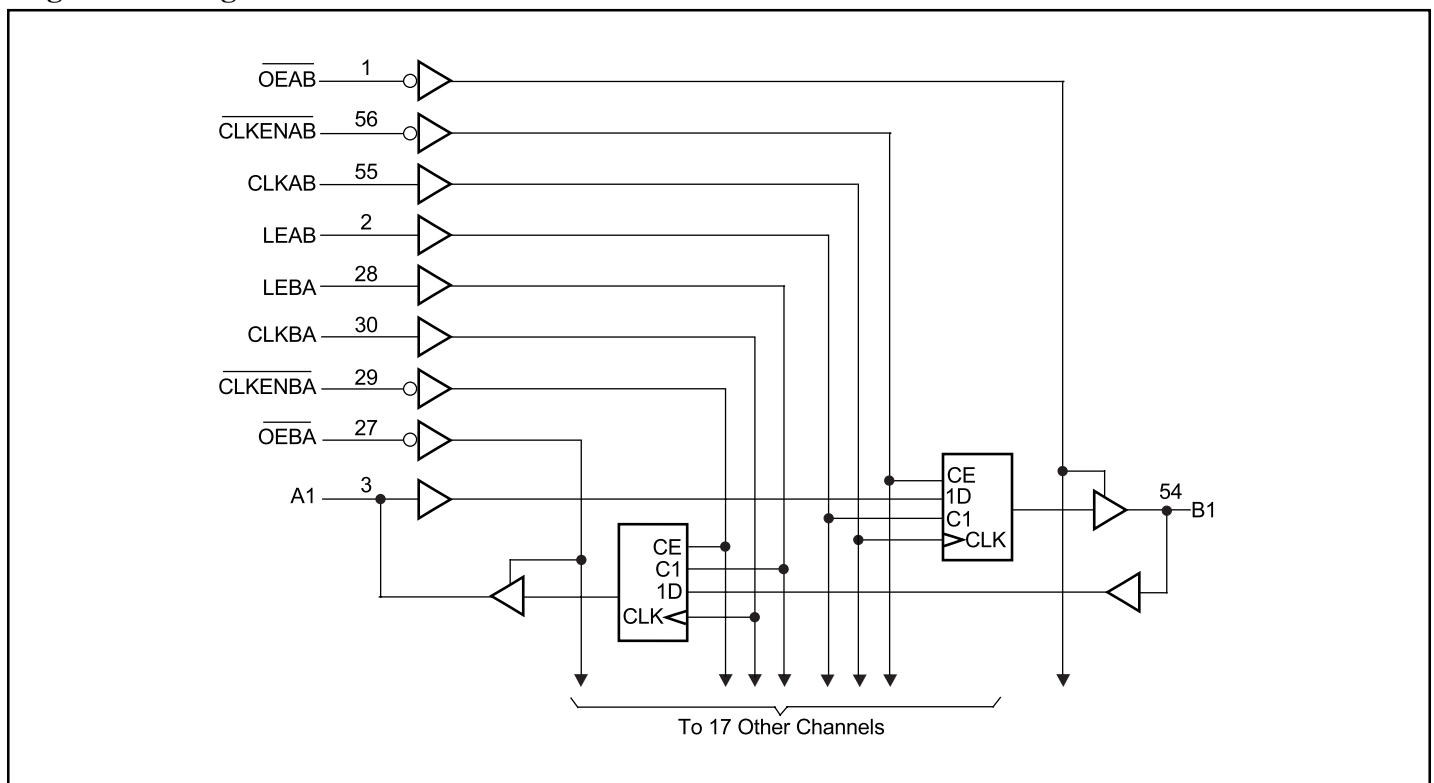 OEAB 1
CLKENAB 56
CLKAB 55
LEAB 2
LEBA 28
CLKBA 30
CLKENBA 29
OEBA 27
A1 3
CE
1D
C1
CLK
54
B1
CE
C1
1D
CLK
To 17 Other Channels